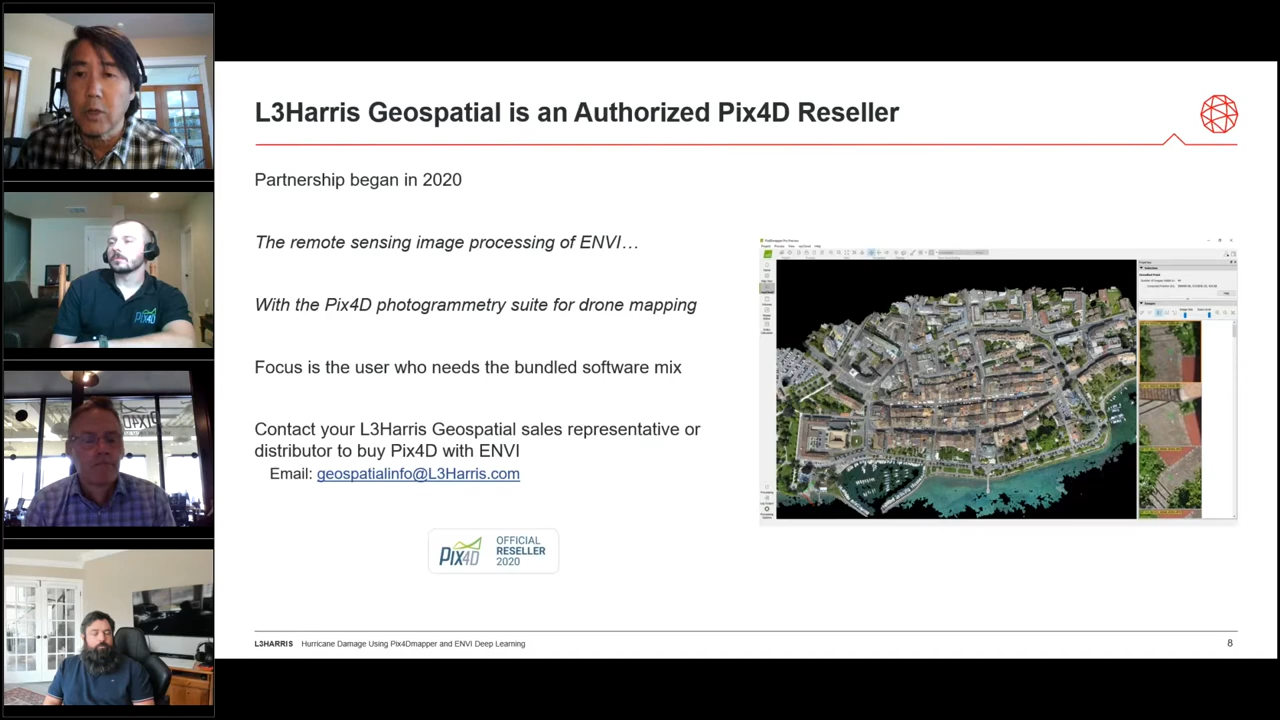 L3Harris Geospatial is an Authorized Pix4D Reseller
Partnership began in 2020
The remote sensing image processing of ENVI…
With the Pix4D photogrammetry suite for drone mapping
Focus is the user who needs the bundled software mix
Contact your L3Harris Geospatial sales representative or
distributor to buy Pix4D with ENVI
Email: geospatialinfo@L3Harris.com
PIX4D
OFFICIAL
RESELLER
2020
L3HARRIS Hurricane Damage Using Pix4Dmapper and ENVI Deep Learning
8
PIX4D
PIX4D